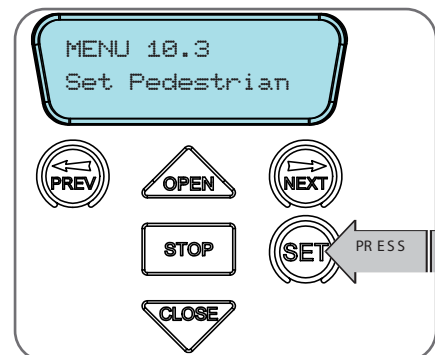 MENU 10.3
Set Pedestrian
PREV
OPEN
NEXT
STOP
SET
PRESS
CLOSE